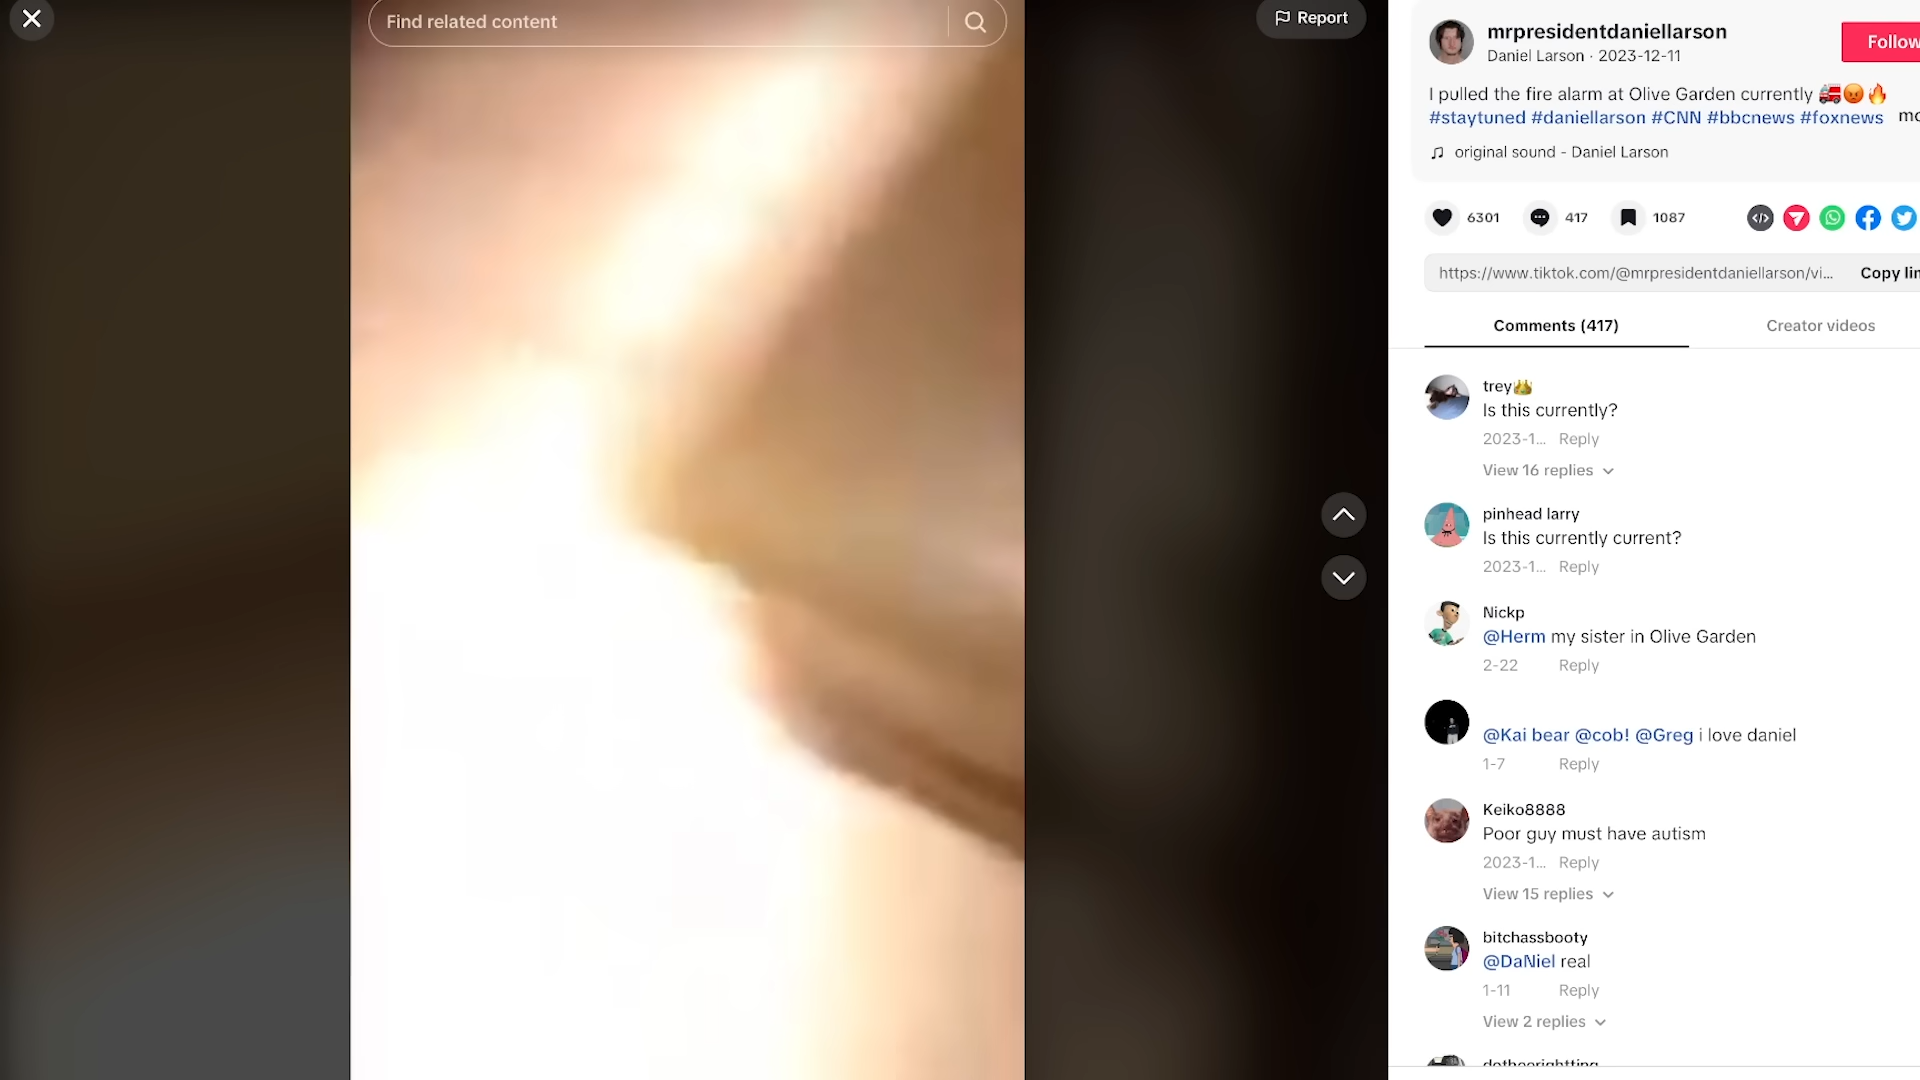 Find related content
Report
mrpresidentdaniellarson
Daniel Larson · 2023-12-11
Follow
I pulled the fire alarm at Olive Garden currently 🚒😡🔥
#staytuned #daniellarson #CNN #bbcnews #foxnews mo
original sound - Daniel Larson
6301
417
1087
https://www.tiktok.com/@mrpresidentdaniellarson/vi...
Copy lin
Comments (417)
Creator videos
trey👑
Is this currently?
2023-1... Reply
View 16 replies
pinhead larry
Is this currently current?
2023-1... Reply
Nickp
@Herm my sister in Olive Garden
2-22 Reply
@Kai bear @cob! @Greg i love daniel
1-7 Reply
Keiko8888
Poor guy must have autism
2023-1... Reply
View 15 replies
bitchassbooty
@DaNiel real
1-11 Reply
View 2 replies